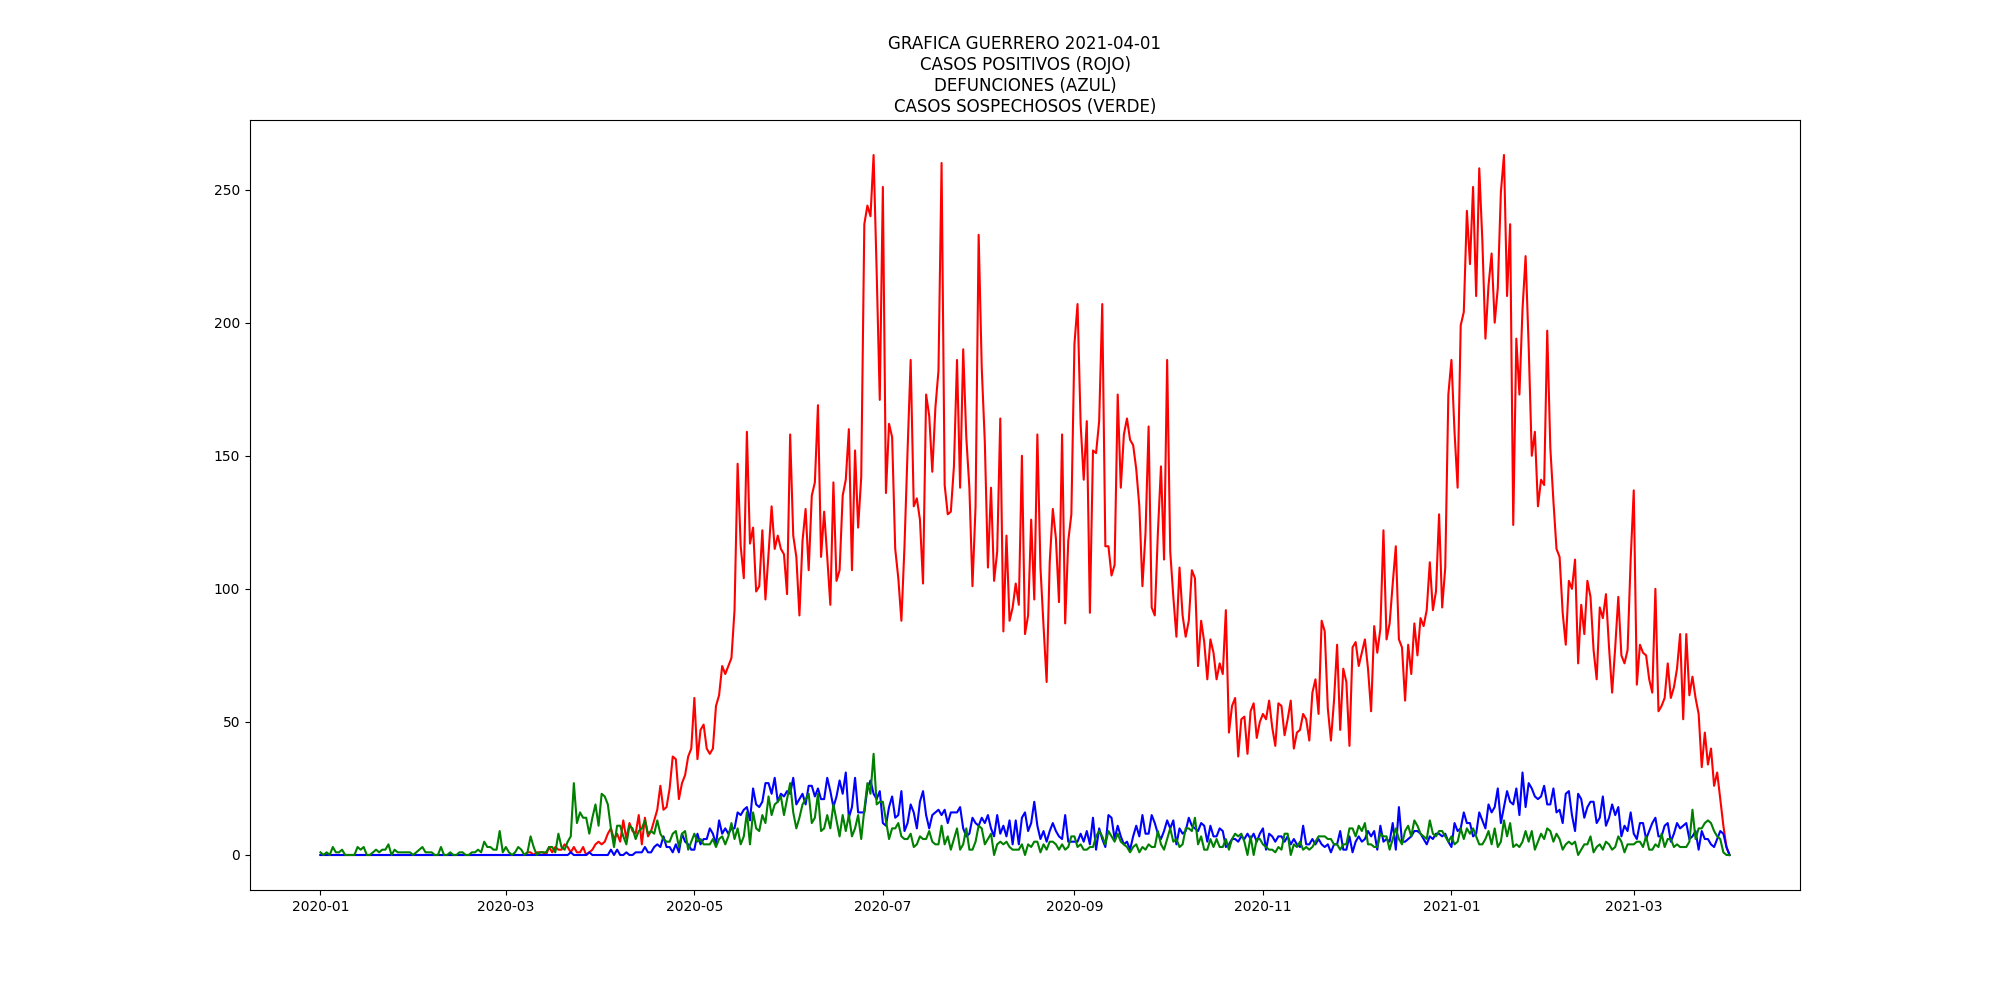 GRAFICA GUERRERO 2021-04-01
CASOS POSITIVOS (ROJO)
DEFUNCIONES (AZUL)
CASOS SOSPECHOSOS (VERDE)
250
200
150
100
50
0
2020-01 2020-03 2020-05 2020-07 2020-09 2020-11 2021-01 2021-03